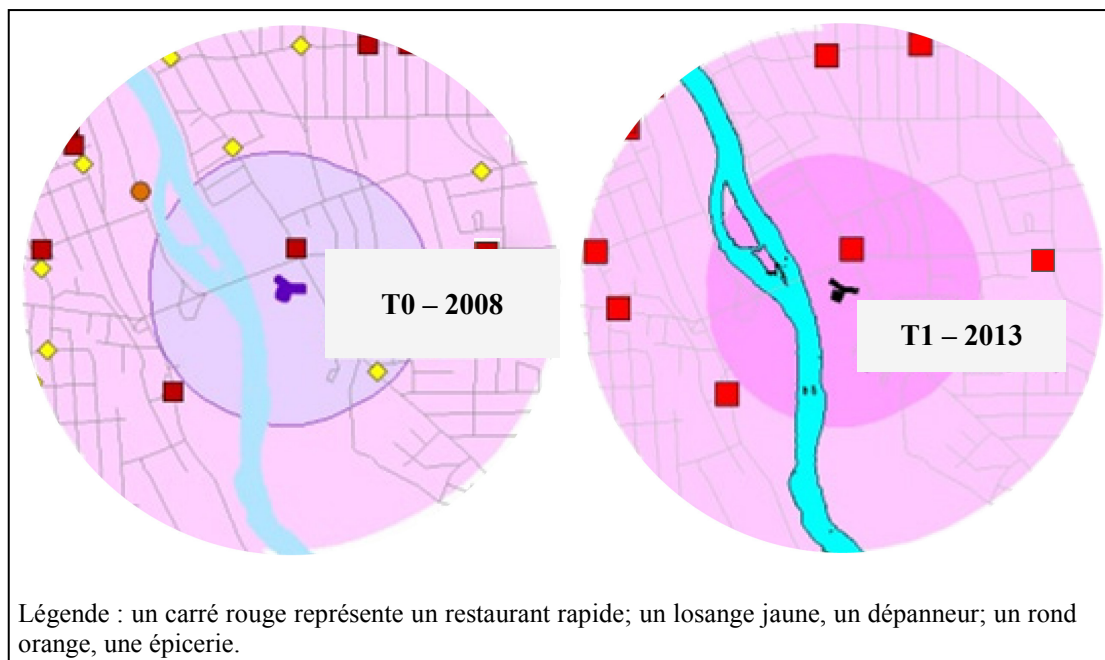 T0 – 2008
T1 – 2013
Légende : un carré rouge représente un restaurant rapide; un losange jaune, un dépanneur; un rond
orange, une épicerie.